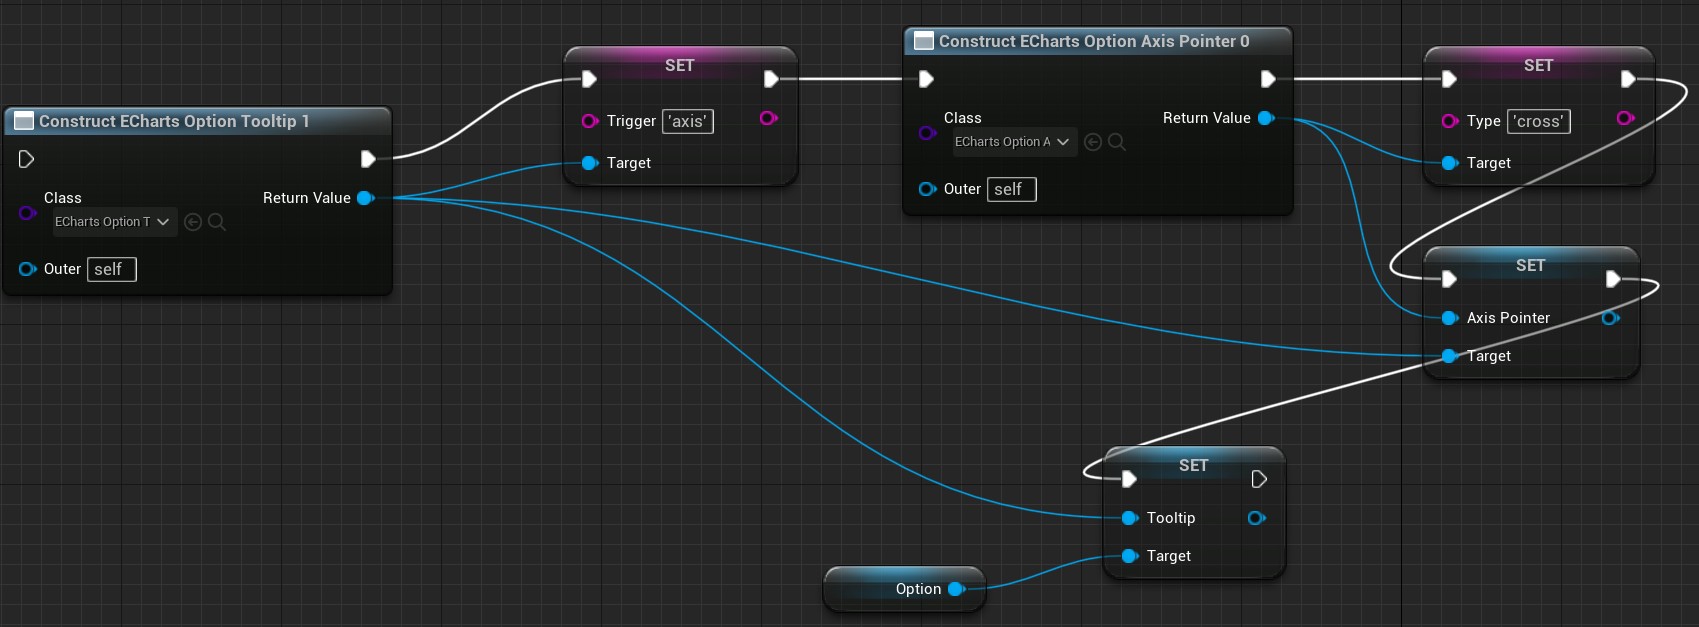 Construct ECharts Option Tooltip 1
Class
ECharts Option T
Return Value
Outer self
SET
Trigger 'axis'
Target
Construct ECharts Option Axis Pointer 0
Class
ECharts Option A
Return Value
Outer self
SET
Type 'cross'
Target
SET
Axis Pointer
Target
SET
Tooltip
Target
Option